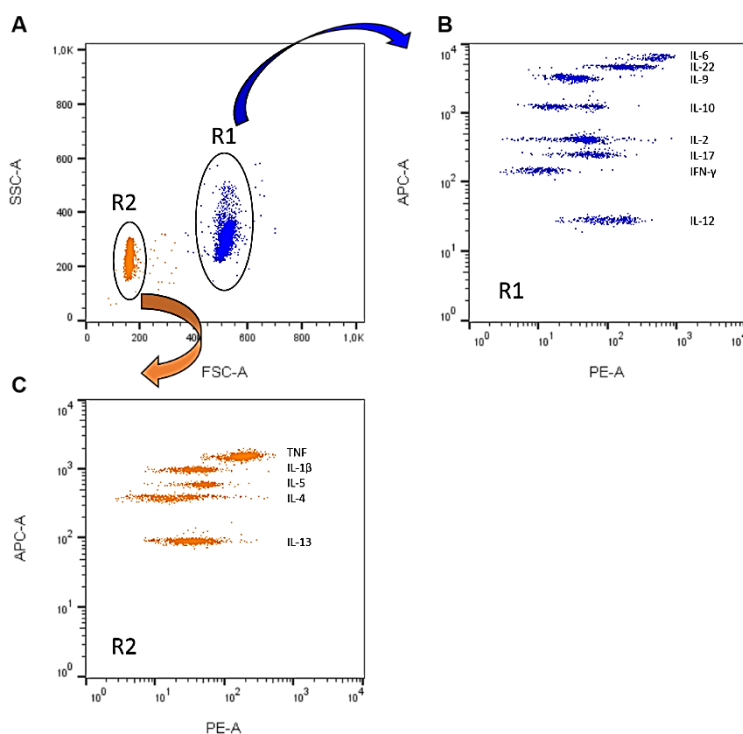 A
1,0K
800
600
400
200
0
SSC-A
R1
R2
0
200
400
600
800
1,0K
FSC-A
B
10^4
10^3
10^2
10^1
10^0
APC-A
IL-6
IL-22
IL-9
IL-10
IL-2
IL-17
IFN-γ
IL-12
R1
10^0
10^1
10^2
10^3
10^4
PE-A
C
10^4
10^3
10^2
10^1
10^0
APC-A
TNF
IL-1β
IL-5
IL-4
IL-13
R2
10^0
10^1
10^2
10^3
10^4
PE-A